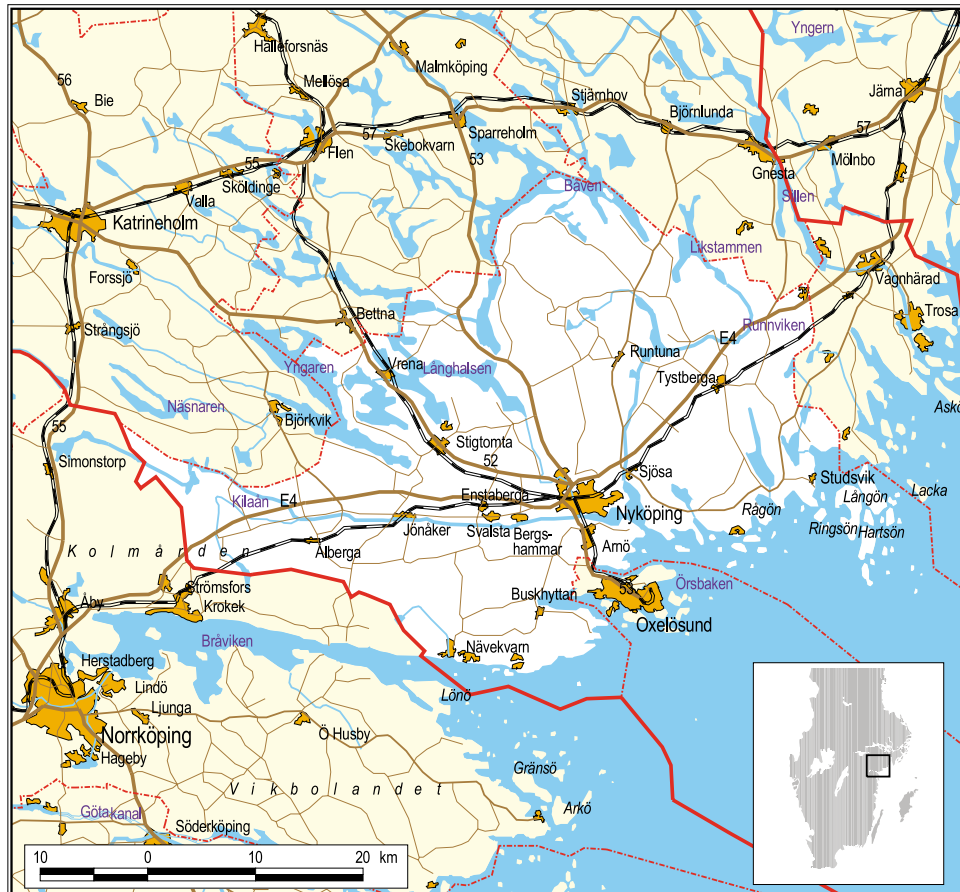 Yngern
Hälleforsnäs
Malmköping
56
Mellösa
Järna
Bie
Stjärnhov
Björnlunda
57
Sparreholm
57
Skebokvarn
Flen
Mölnbo
53
55
Gnesta
Sköldinge
Båven
Valla
Sillen
Katrineholm
Likstammen
Forssjö
Vagnhärad
Trosa
Bettna
Runnviken
Strångsjö
E4
Runtuna
Yngaren
Vrena
Långhalsen
Tystberga
Näsnaren
Askö
Björkvik
55
Stigtomta
52
Simonstorp
Sjösa
Studsvik
Lacka
Långön
Kilaån
E4
Enstaberga
Rågön
Nyköping
Ringsön
Hartsön
Jönåker
Svalsta
Bergs-
hammar
Arnö
Kolmården
Ålberga
Strömsfors
53
Örsbaken
Buskhyttan
Åby
Krokek
Oxelösund
Bråviken
Nävekvarn
Herstadberg
Lindö
Lönö
Ljunga
Norrköping
Ö Husby
Hageby
Gränsö
Vikbolandet
Arkö
Göta kanal
Söderköping
10 0 10 20 km